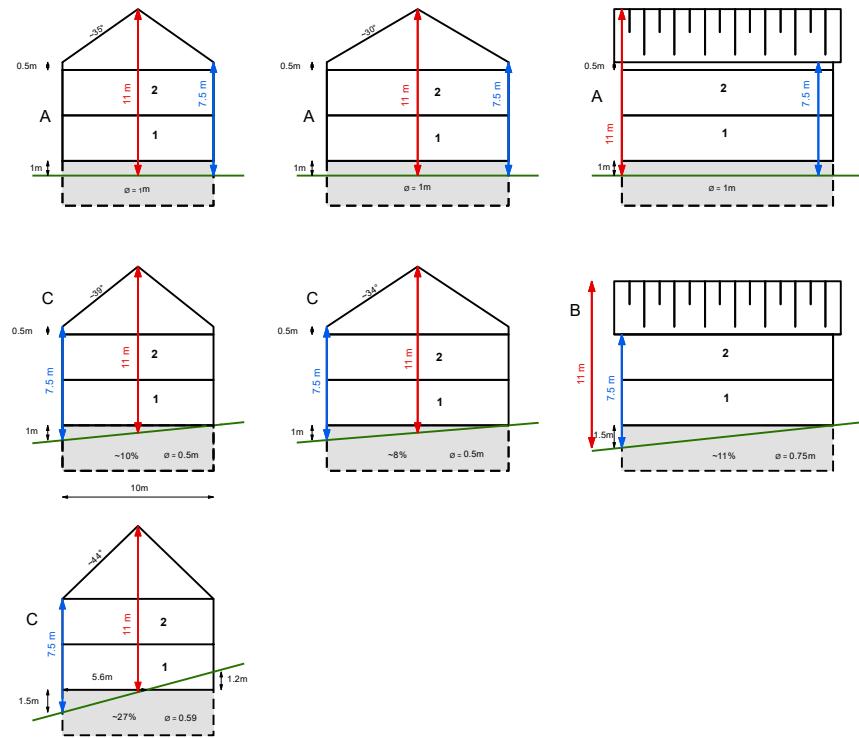 ~35°
0.5m
2
11 m
7.5 m
A
1
1m
ø = 1m
~30°
0.5m
2
11 m
7.5 m
A
1
1m
ø = 1m
0.5m
2
A
7.5 m
11 m
1
1m
ø = 1m
C
~39°
0.5m
2
11 m
7.5 m
1
1m
~10%
ø = 0.5m
10m
C
~34°
0.5m
2
11 m
7.5 m
1
1m
~8%
ø = 0.5m
B
2
11 m
7.5 m
1
1.5m
~11%
ø = 0.75m
~44°
C
2
11 m
7.5 m
1
5.6m
1.2m
1.5m
~27%
ø = 0.59